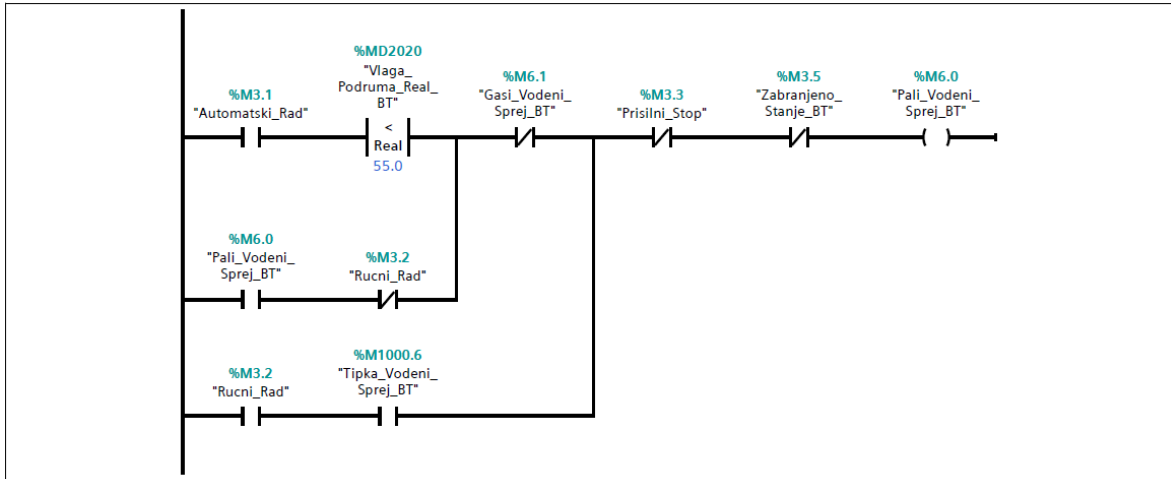 %MD2020
"Vlaga_
Podruma_Real_
BT"
%M3.1
"Automatski_Rad"
<
Real
55.0
%M6.1
"Gasi_Vodeni_
Sprej_BT"
%M3.3
"Prisilni_Stop"
%M3.5
"Zabranjeno_
Stanje_BT"
%M6.0
"Pali_Vodeni_
Sprej_BT"
%M6.0
"Pali_Vodeni_
Sprej_BT"
%M3.2
"Rucni_Rad"
%M3.2
"Rucni_Rad"
%M1000.6
"Tipka_Vodeni_
Sprej_BT"